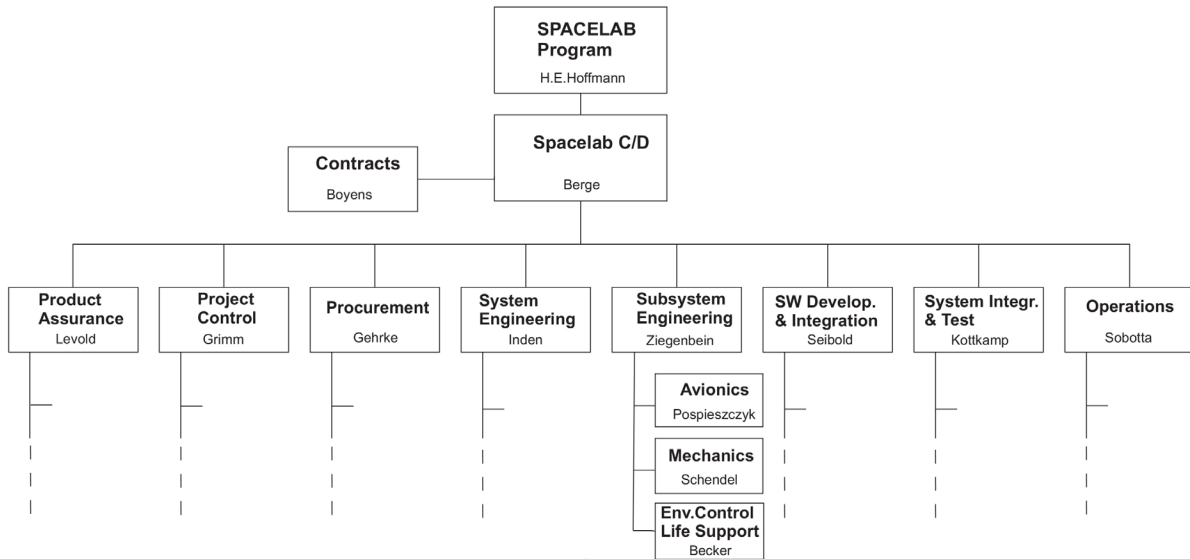 SPACELAB
Program
H.E.Hoffmann
Spacelab C/D
Berge
Contracts
Boyens
Product
Assurance
Levold
Project
Control
Grimm
Procurement
Gehrke
System
Engineering
Inden
Subsystem
Engineering
Ziegenbein
SW Develop.
& Integration
Seibold
System Integr.
& Test
Kottkamp
Operations
Sobotta
Avionics
Pospieszczyk
Mechanics
Schendel
Env.Control
Life Support
Becker